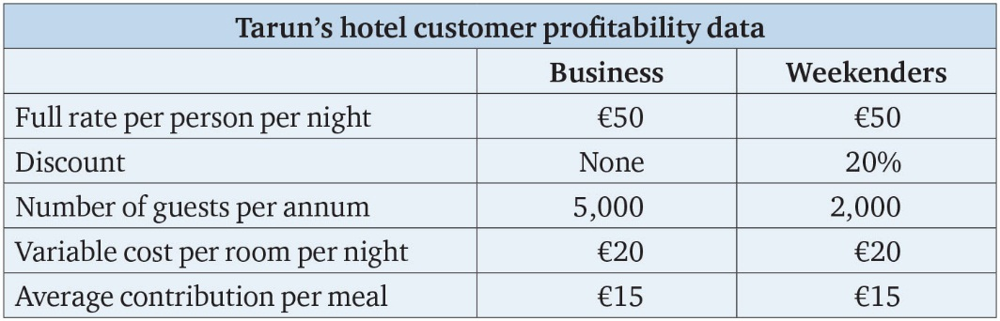 Tarun’s hotel customer profitability data
Business Weekenders
Full rate per person per night €50 €50
Discount None 20%
Number of guests per annum 5,000 2,000
Variable cost per room per night €20 €20
Average contribution per meal €15 €15